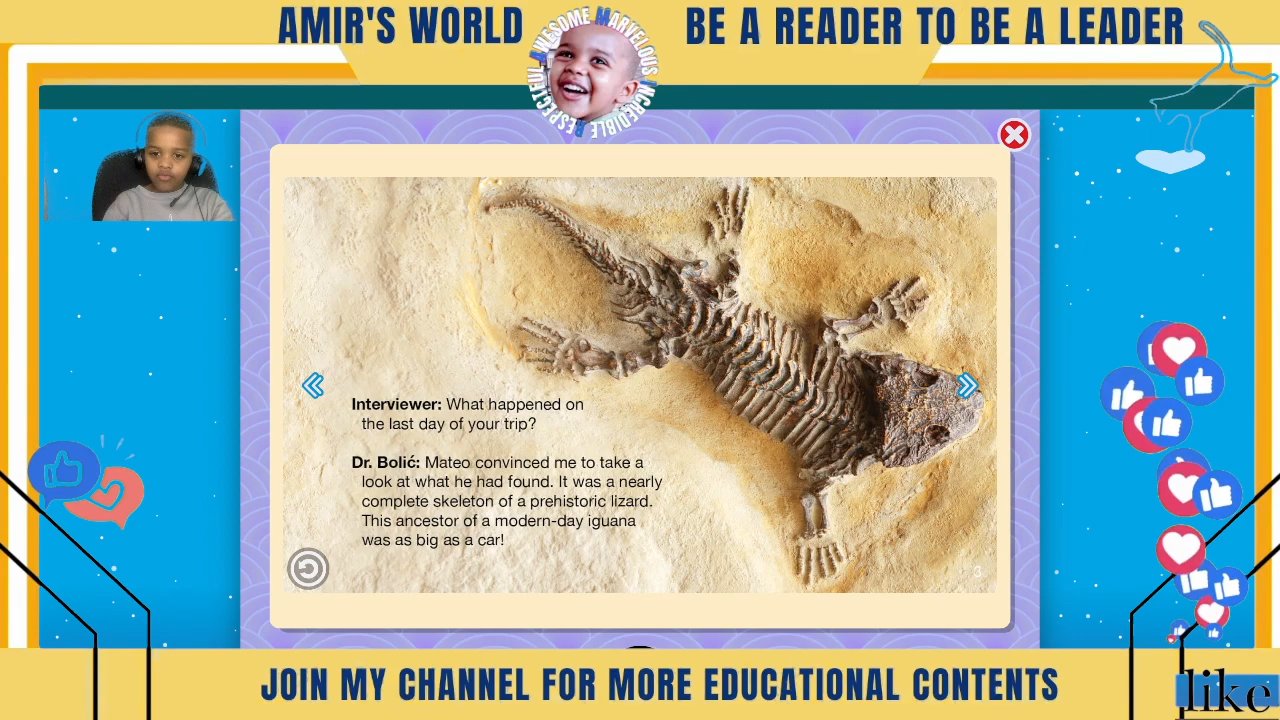 AMIR'S WORLD
BE A READER TO BE A LEADER
AWESOME MARVELOUS INCREDIBLE RESPECTFUL
Interviewer: What happened on
the last day of your trip?
Dr. Bolić: Mateo convinced me to take a
look at what he had found. It was a nearly
complete skeleton of a prehistoric lizard.
This ancestor of a modern-day iguana
was as big as a car!
3
JOIN MY CHANNEL FOR MORE EDUCATIONAL CONTENTS
like